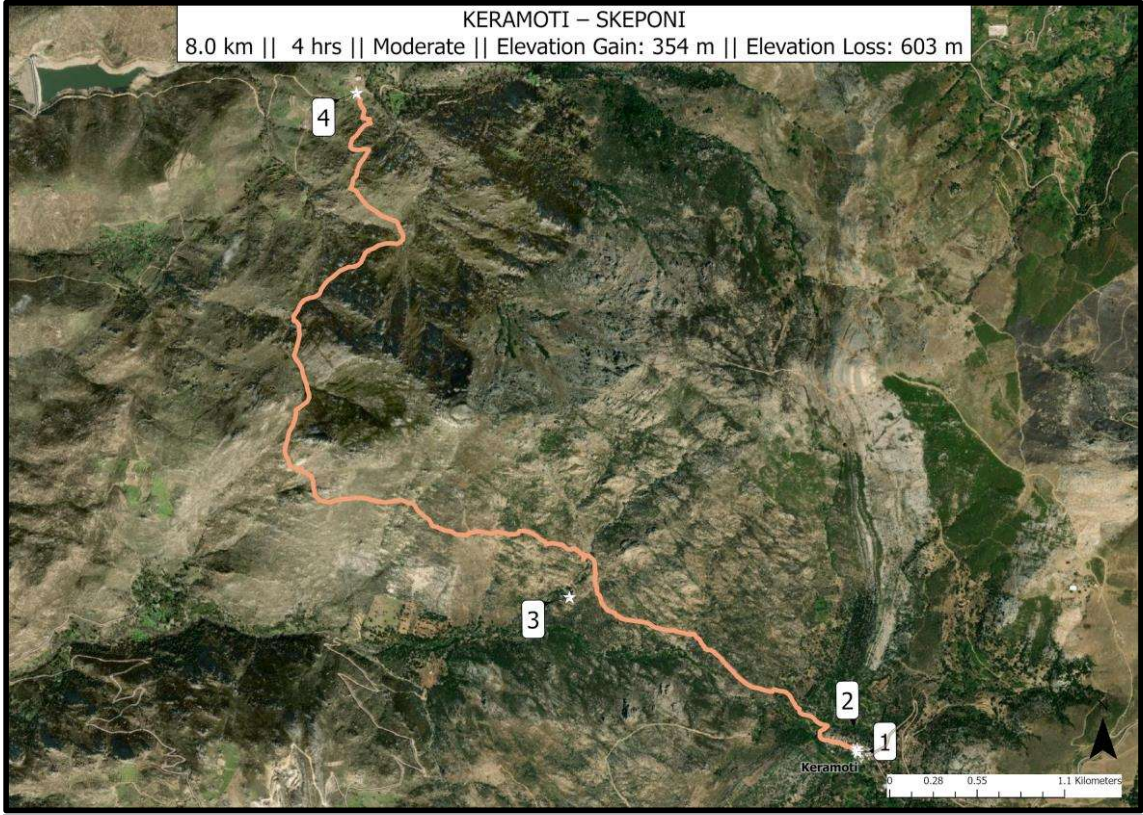 KERAMOTI – SKEPONI
8.0 km || 4 hrs || Moderate || Elevation Gain: 354 m || Elevation Loss: 603 m
4
3
2
1
Keramoti
0 0.28 0.55 1.1 Kilometers